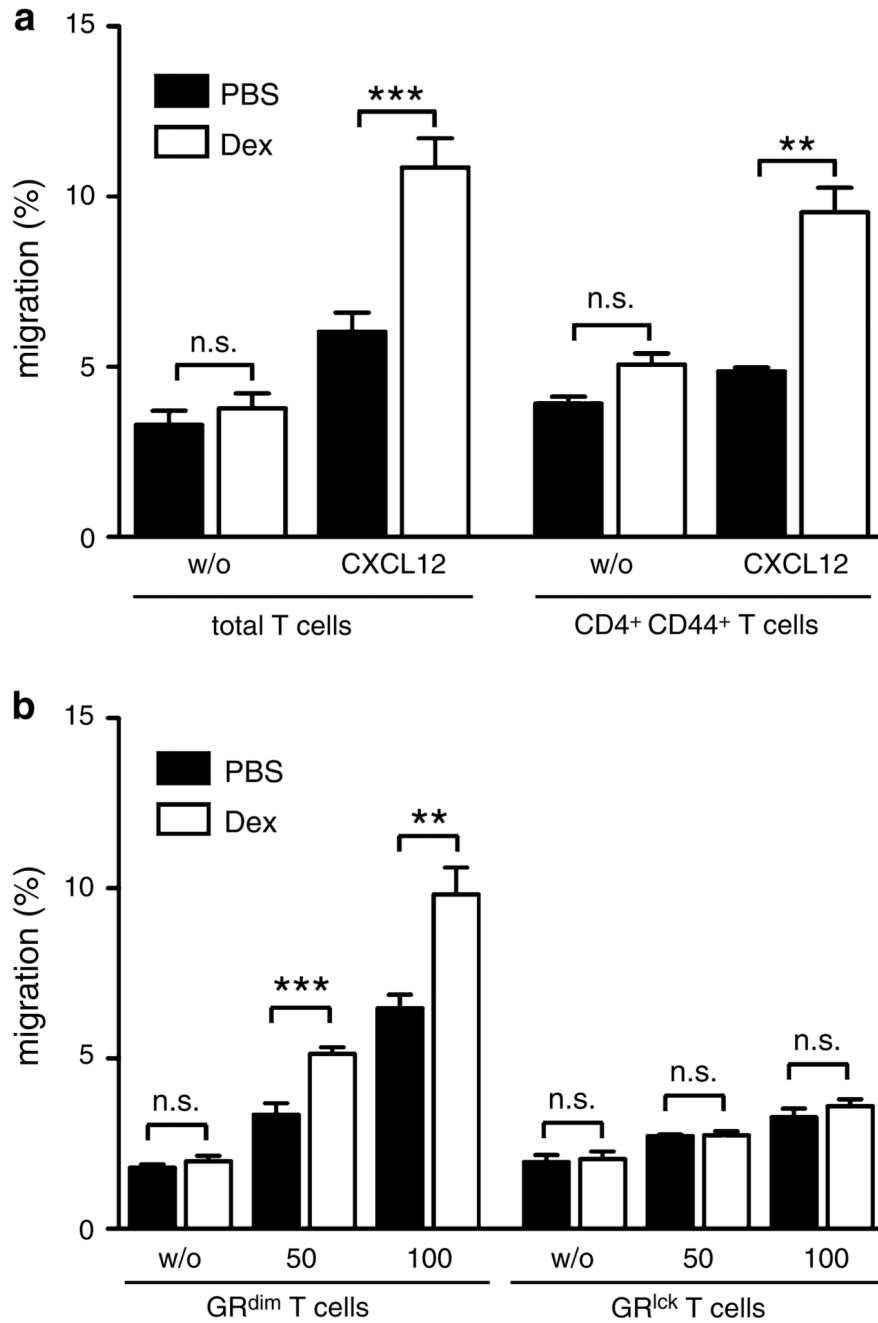 a
15
PBS
Dex
***
**
10
migration (%)
n.s.
n.s.
5
0
w/o
CXCL12
w/o
CXCL12
total T cells
CD4⁺ CD44⁺ T cells
b
15
PBS
Dex
**
10
migration (%)
***
5
n.s.
n.s.
n.s.
n.s.
0
w/o
50
100
w/o
50
100
GRᵈⁱᵐ T cells
GRˡᶜᵏ T cells